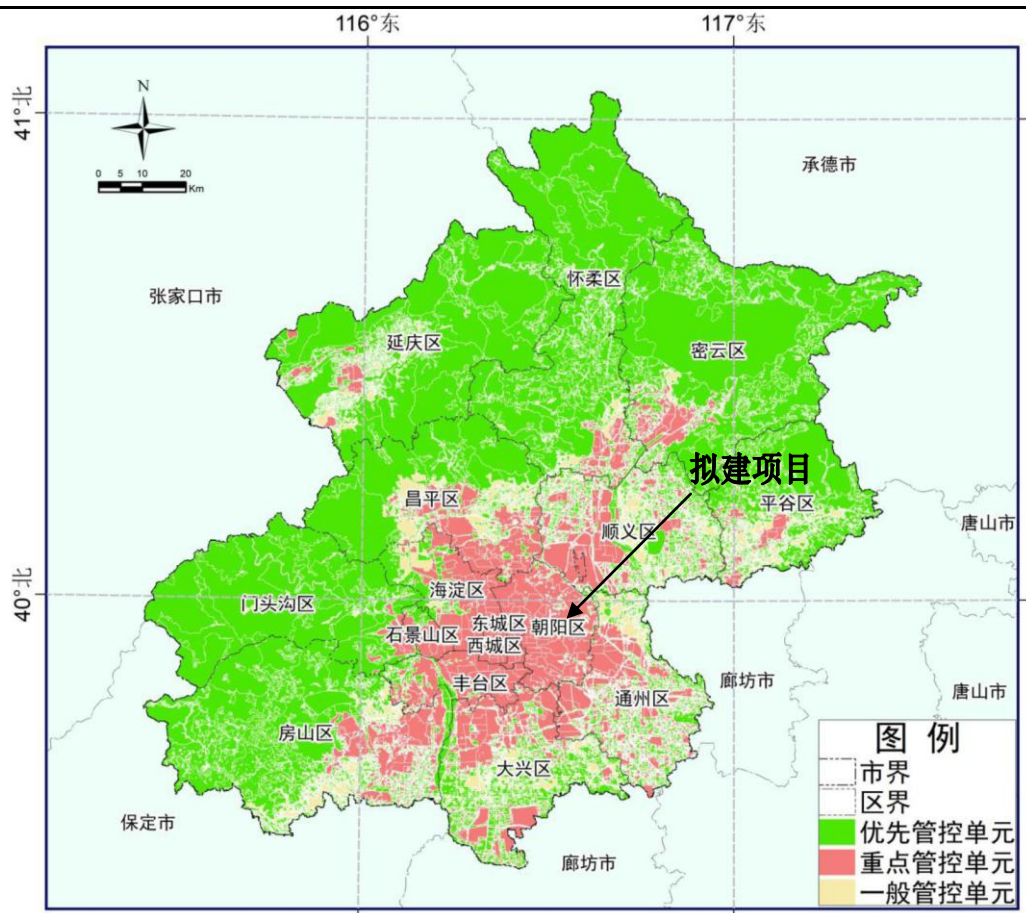 116°东
117°东
41°北
N
0 5 10 20
Km
承德市
怀柔区
张家口市
延庆区
密云区
拟建项目
昌平区
平谷区
顺义区
唐山市
40°北
海淀区
门头沟区
东城区
朝阳区
石景山区
西城区
丰台区
通州区
廊坊市
唐山市
房山区
大兴区
保定市
廊坊市
图 例
市界
区界
优先管控单元
重点管控单元
一般管控单元